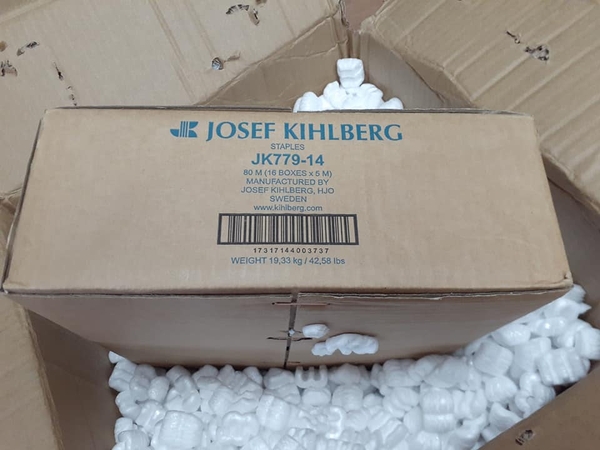 JOSEF KIHLBERG
STAPLES
JK779-14
80 M (16 BOXES x 5 M)
MANUFACTURED BY
JOSEF KIHLBERG, HJO
SWEDEN
www.kihlberg.com
17317144003737
WEIGHT 19,33 kg / 42,58 lbs